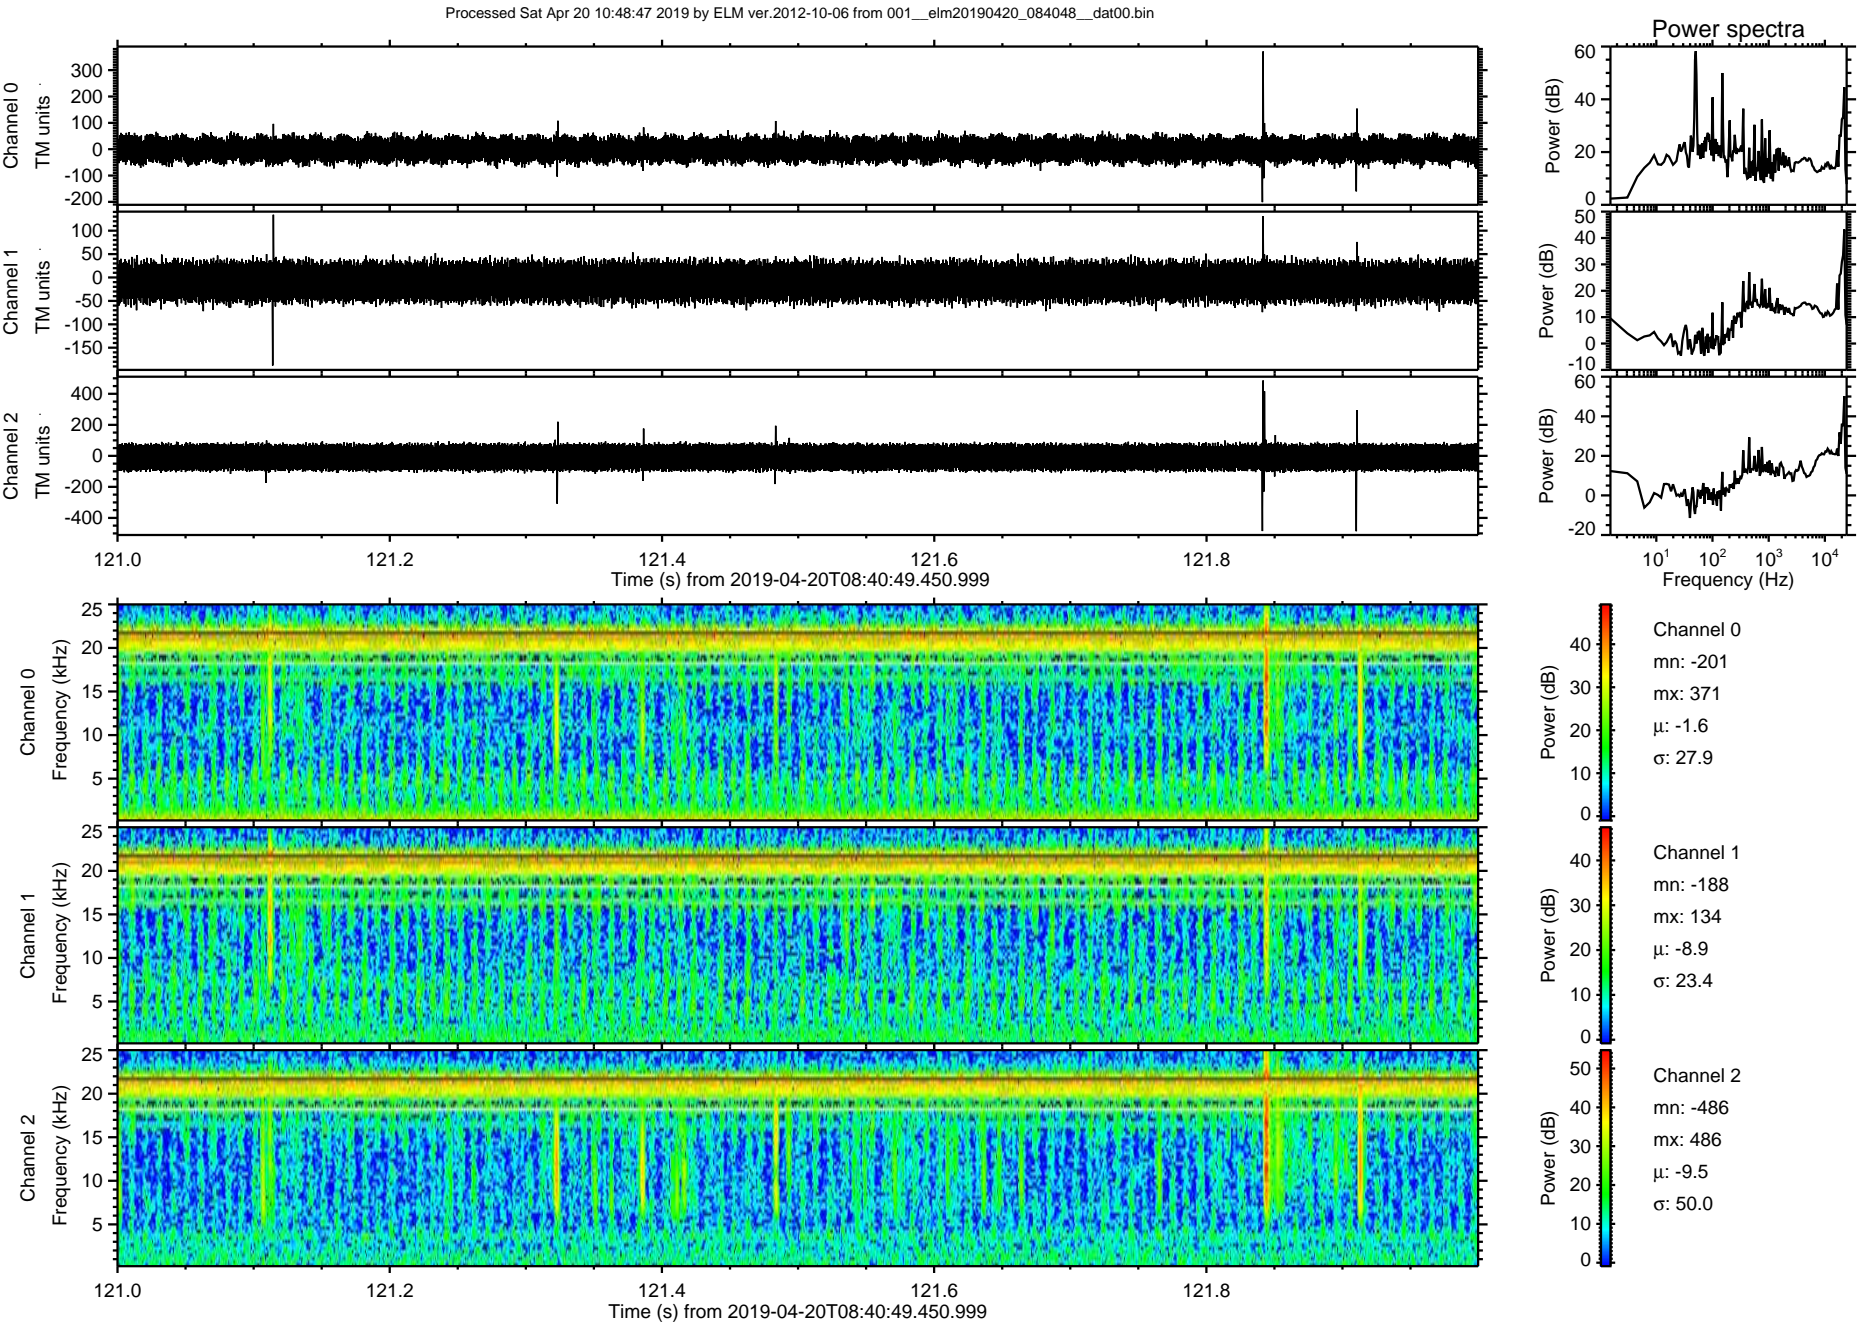 Processed Sat Apr 20 10:48:47 2019 by ELM ver.2012-10-06 from 001__elm20190420_084048__dat00.bin
Power spectra
Channel 0
TM units
300
200
100
0
-100
-200
Power (dB)
60
40
20
0
Channel 1
TM units
100
50
0
-50
-100
-150
Power (dB)
50
40
30
20
10
0
-10
Channel 2
TM units
400
200
0
-200
-400
Power (dB)
60
40
20
0
-20
121.0 121.2 121.4 121.6 121.8
Time (s) from 2019-04-20T08:40:49.450.999
10^1 10^2 10^3 10^4
Frequency (Hz)
Channel 0
Frequency (kHz)
25
20
15
10
5
Power (dB)
40
30
20
10
0
Channel 0
mn: -201
mx: 371
µ: -1.6
σ: 27.9
Channel 1
Frequency (kHz)
25
20
15
10
5
Power (dB)
40
30
20
10
0
Channel 1
mn: -188
mx: 134
µ: -8.9
σ: 23.4
Channel 2
Frequency (kHz)
25
20
15
10
5
Power (dB)
50
40
30
20
10
0
Channel 2
mn: -486
mx: 486
µ: -9.5
σ: 50.0
121.0 121.2 121.4 121.6 121.8
Time (s) from 2019-04-20T08:40:49.450.999